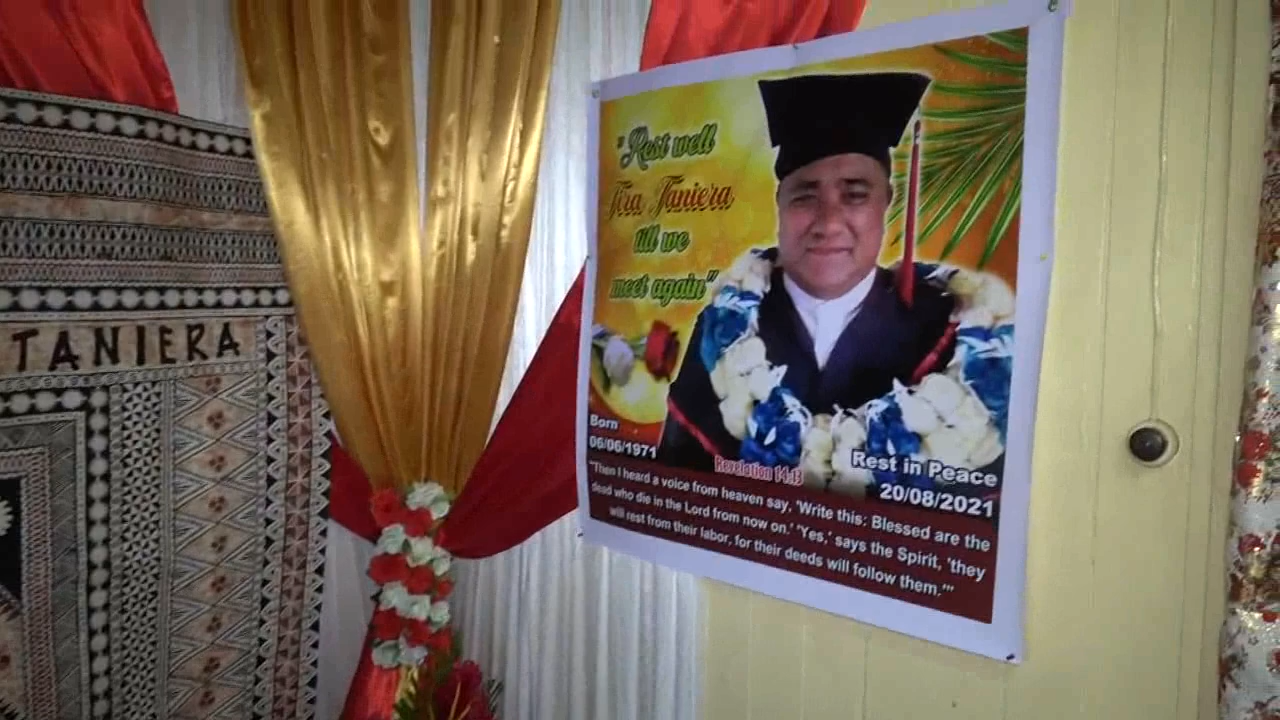 TANIERA
"Rest well
Tira Taniera
till we
meet again"
Born
06/06/1971
Revelation 14:13
Rest in Peace
20/08/2021
"Then I heard a voice from heaven say, 'Write this: Blessed are the
dead who die in the Lord from now on.' 'Yes,' says the Spirit, 'they
will rest from their labor, for their deeds will follow them.'"